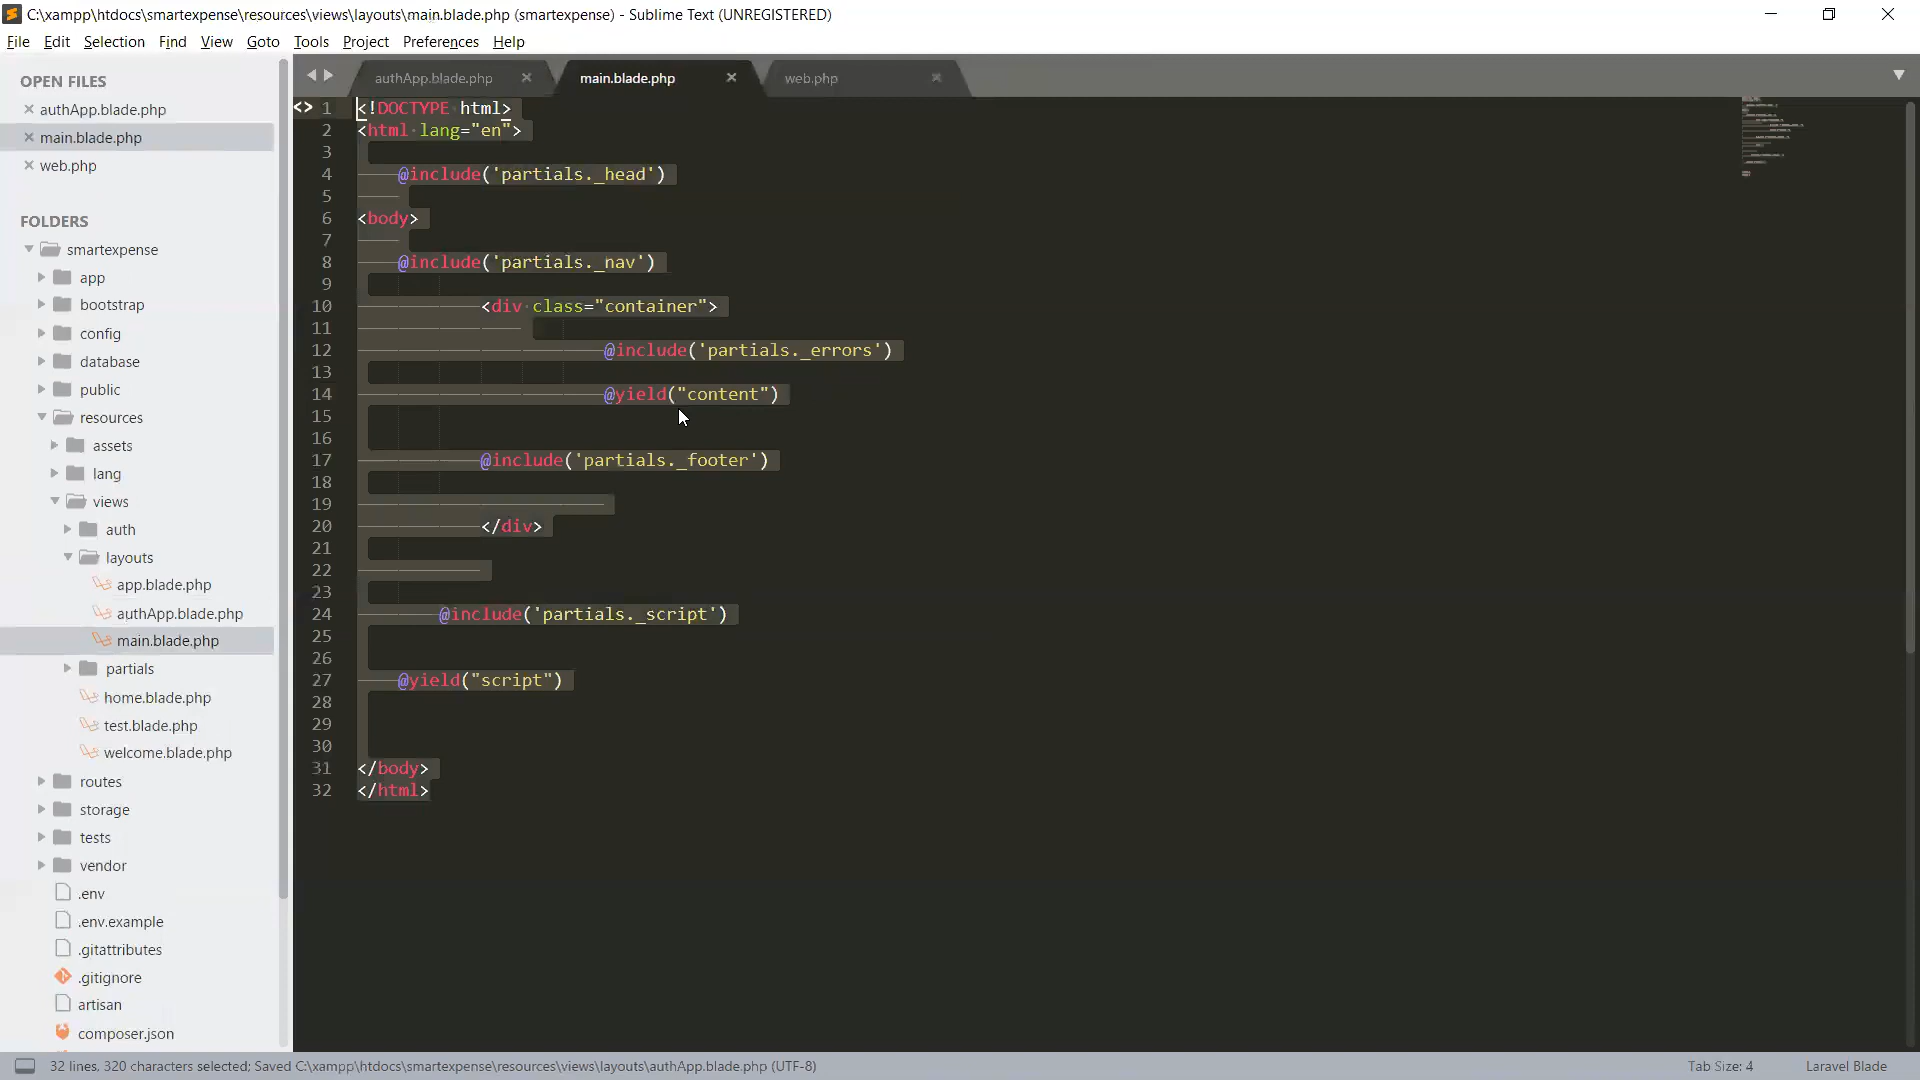 C:\xampp\htdocs\smartexpense\resources\views\layouts\main.blade.php (smartexpense) - Sublime Text (UNREGISTERED)
File Edit Selection Find View Goto Tools Project Preferences Help
OPEN FILES
authApp.blade.php
main.blade.php
web.php
FOLDERS
smartexpense
app
bootstrap
config
database
public
resources
assets
lang
views
auth
layouts
app.blade.php
authApp.blade.php
main.blade.php
partials
home.blade.php
test.blade.php
welcome.blade.php
routes
storage
tests
vendor
.env
.env.example
.gitattributes
.gitignore
artisan
composer.json
authApp.blade.php main.blade.php web.php
1 <!DOCTYPE html>
2 <html lang="en">
3
4 @include('partials._head')
5
6 <body>
7
8 @include('partials._nav')
9
10 <div class="container">
11
12 @include('partials._errors')
13
14 @yield("content")
15
16
17 @include('partials._footer')
18
19
20 </div>
21
22
23
24 @include('partials._script')
25
26
27 @yield("script")
28
29
30
31 </body>
32 </html>
32 lines, 320 characters selected; Saved C:\xampp\htdocs\smartexpense\resources\views\layouts\authApp.blade.php (UTF-8) Tab Size: 4 Laravel Blade